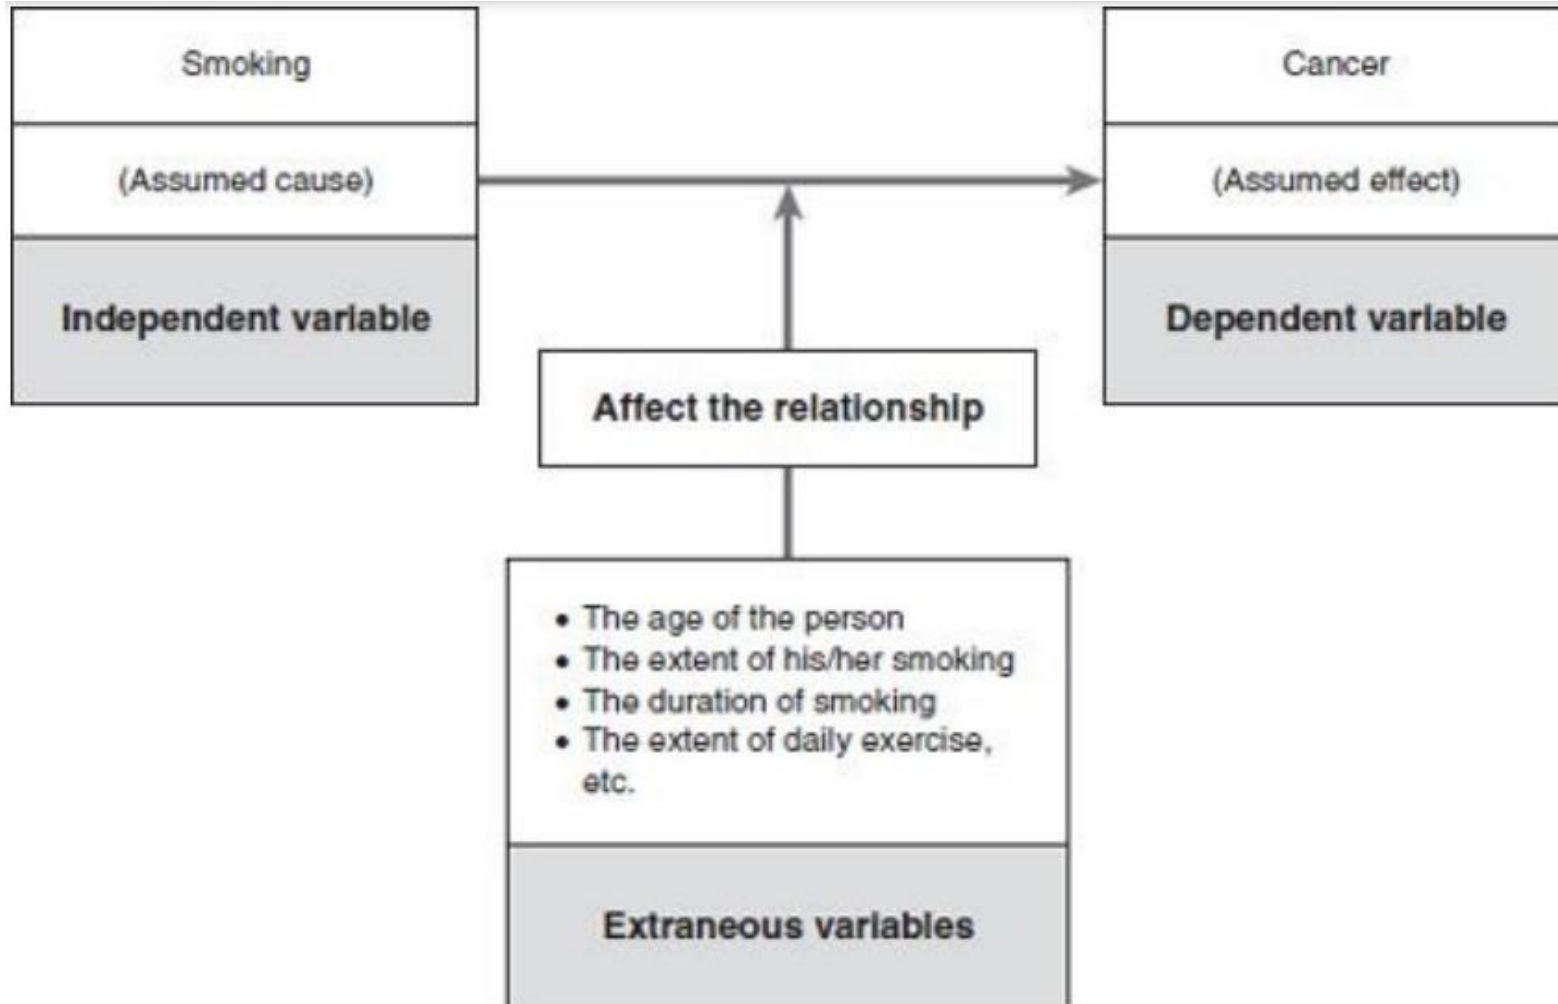 Smoking
(Assumed cause)
Independent variable
Cancer
(Assumed effect)
Dependent variable
Affect the relationship
• The age of the person
• The extent of his/her smoking
• The duration of smoking
• The extent of daily exercise,
etc.
Extraneous variables